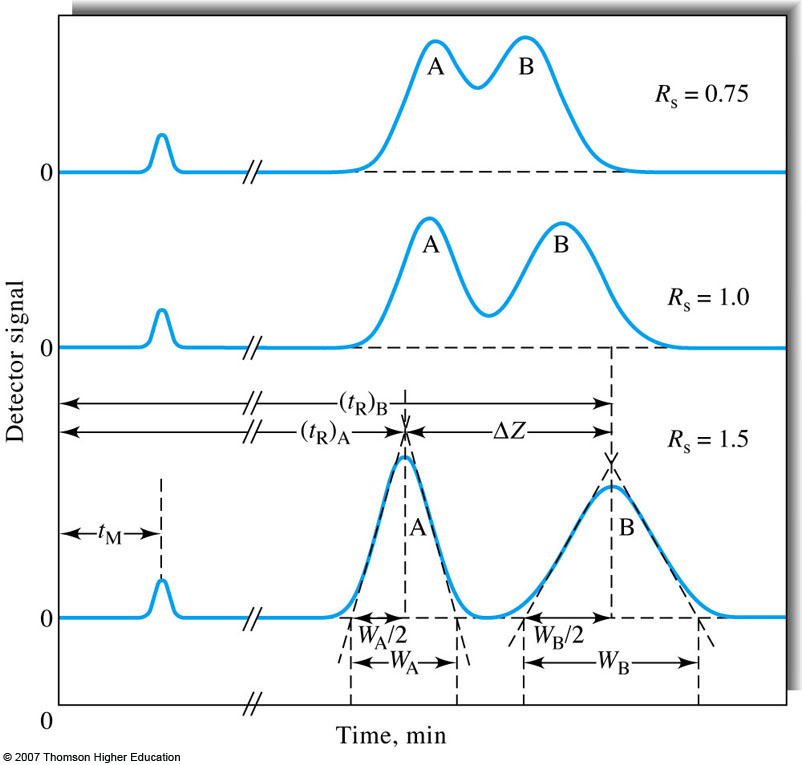 A
B
Rs = 0.75
0
A
B
Rs = 1.0
0
Detector signal
(tR)B
(tR)A
ΔZ
Rs = 1.5
tM
A
B
0
WA/2
WB/2
WA
WB
0
Time, min
© 2007 Thomson Higher Education